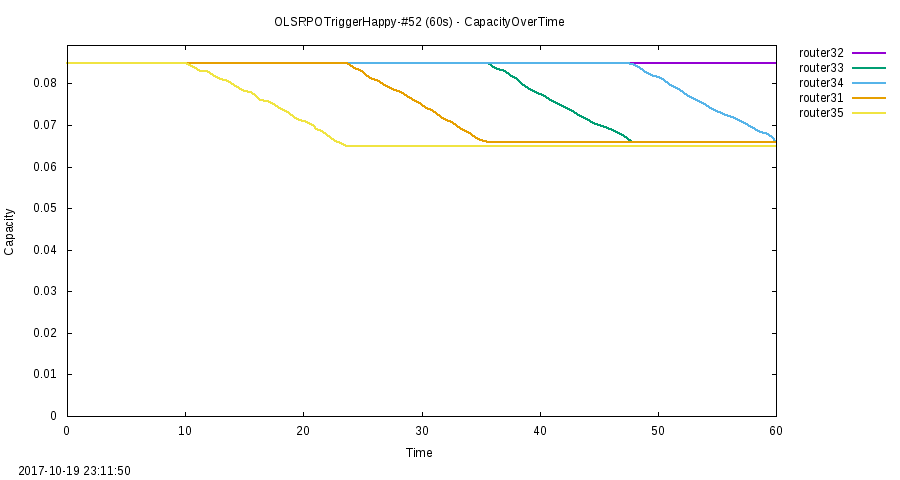 OLSRPOTriggerHappy-#52 (60s) - CapacityOverTime
router32
router33
router34
router31
router35
0.08
0.07
0.06
0.05
0.04
0.03
0.02
0.01
0
Capacity
0 10 20 30 40 50 60
Time
2017-10-19 23:11:50